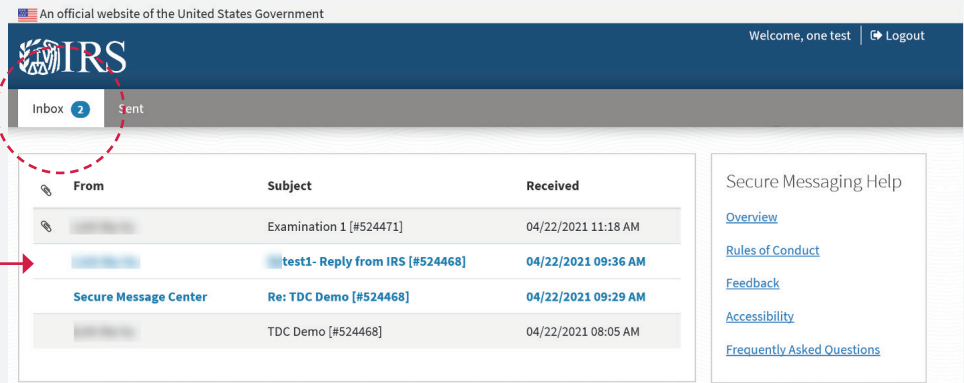 An official website of the United States Government
IRS
Welcome, one test Logout
Inbox 2 Sent
From Subject Received
Examination 1 [#524471] 04/22/2021 11:18 AM
test1- Reply from IRS [#524468] 04/22/2021 09:36 AM
Secure Message Center Re: TDC Demo [#524468] 04/22/2021 09:29 AM
TDC Demo [#524468] 04/22/2021 08:05 AM
Secure Messaging Help
Overview
Rules of Conduct
Feedback
Accessibility
Frequently Asked Questions